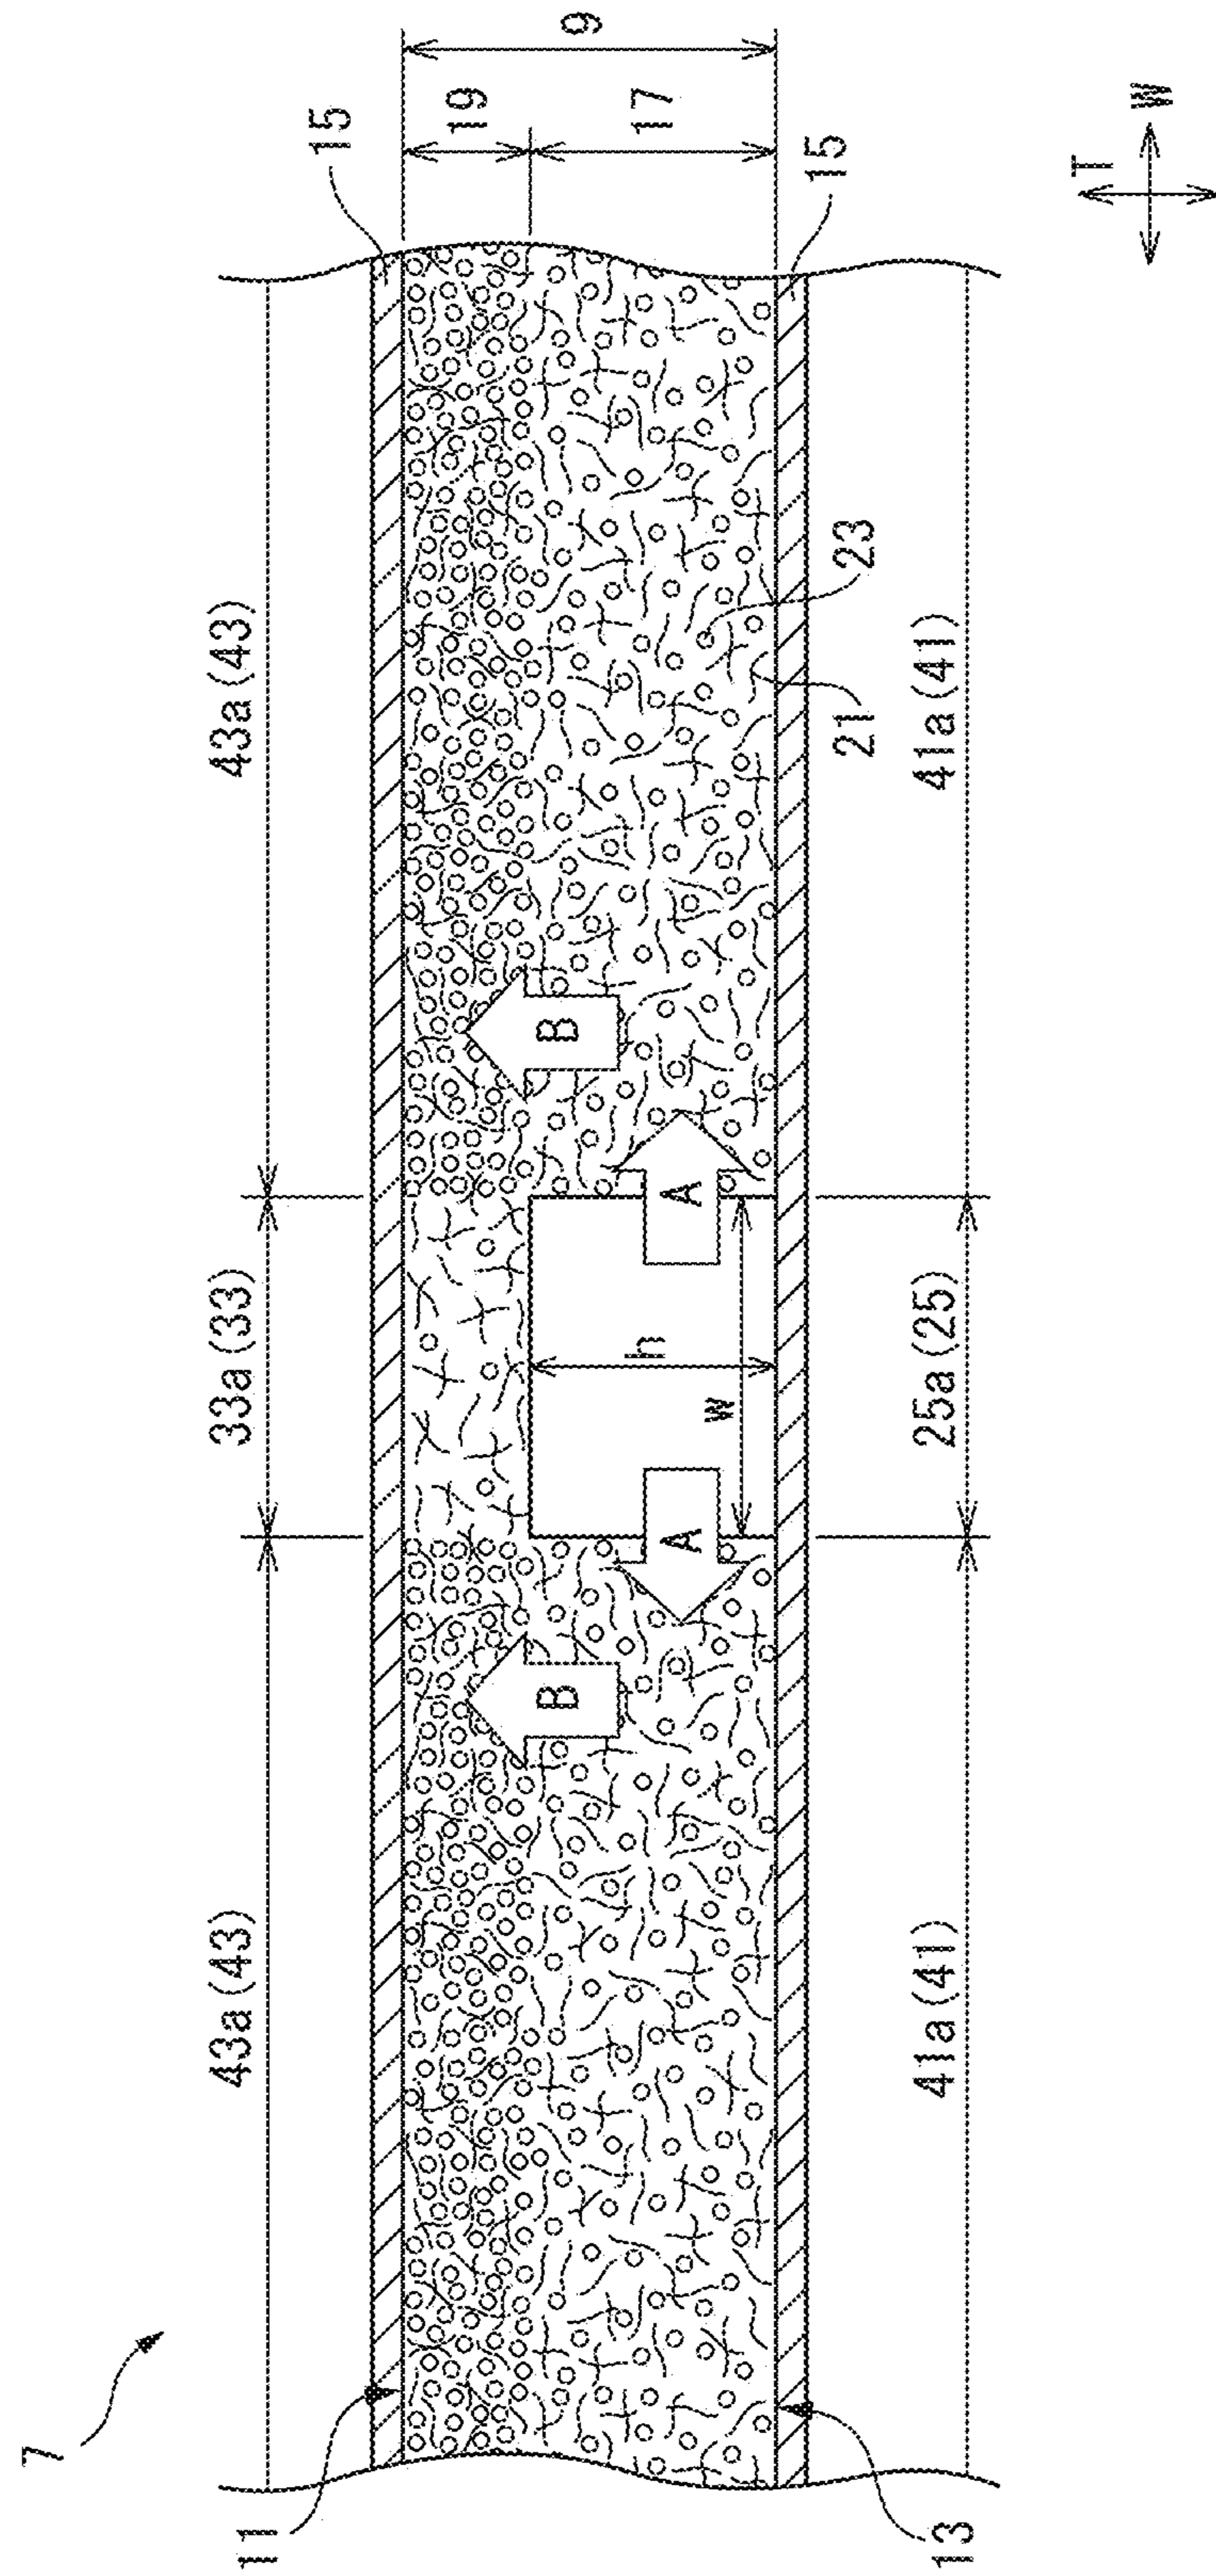 7
43a(43)
33a(33)
43a(43)
11
15
19
9
17
B
B
A
A
h
w
13
41a(41)
25a(25)
41a(41)
21
23
15
T
W